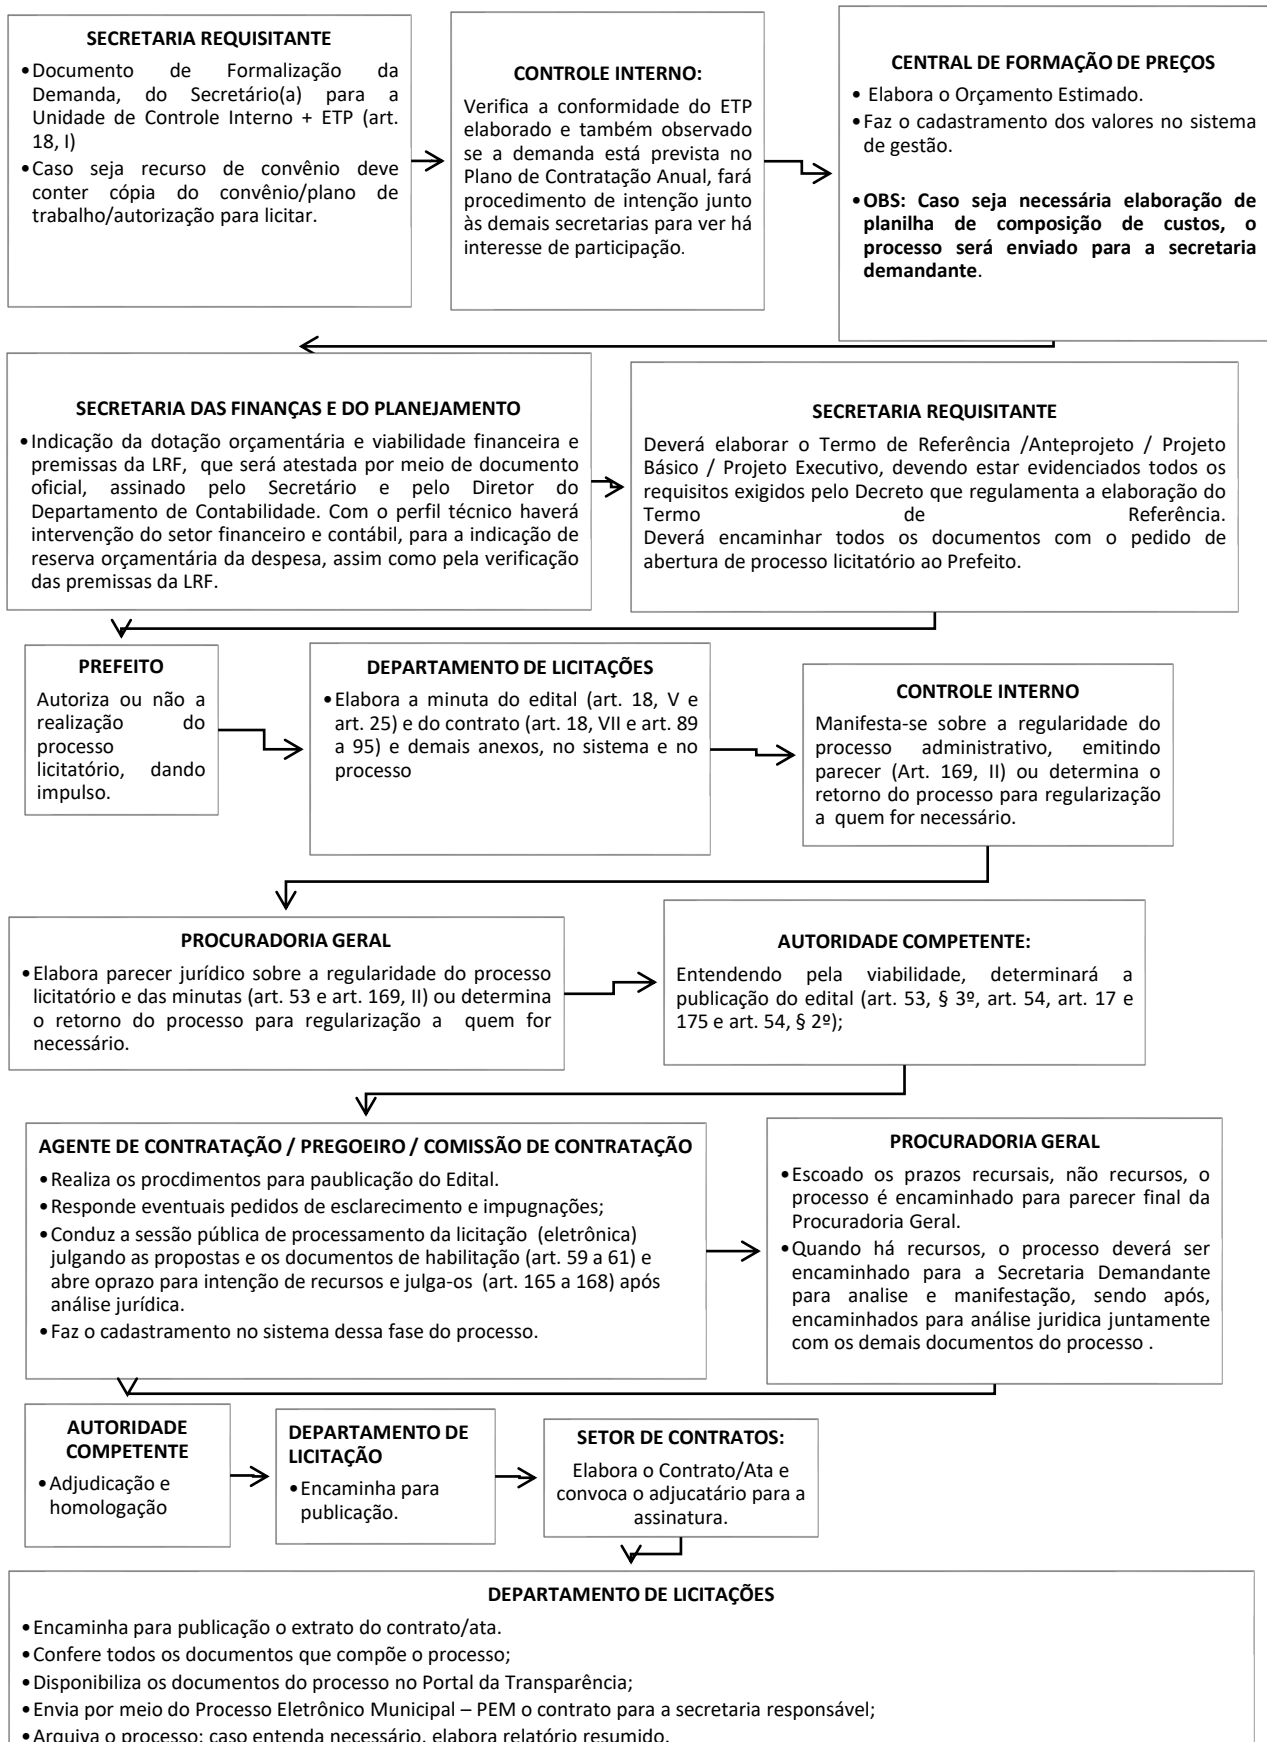 SECRETARIA REQUISITANTE
•Documento de Formalização da
Demanda, do Secretário(a) para a
Unidade de Controle Interno + ETP (art.
18, I)
•Caso seja recurso de convênio deve
conter cópia do convênio/plano de
trabalho/autorização para licitar.
CONTROLE INTERNO:
Verifica a conformidade do ETP
elaborado e também observado
se a demanda está prevista no
Plano de Contratação Anual, fará
procedimento de intenção junto
às demais secretarias para ver há
interesse de participação.
CENTRAL DE FORMAÇÃO DE PREÇOS
• Elabora o Orçamento Estimado.
•Faz o cadastramento dos valores no sistema
de gestão.
•OBS: Caso seja necessária elaboração de
planilha de composição de custos, o
processo será enviado para a secretaria
demandante.
SECRETARIA DAS FINANÇAS E DO PLANEJAMENTO
•Indicação da dotação orçamentária e viabilidade financeira e
premissas da LRF, que será atestada por meio de documento
oficial, assinado pelo Secretário e pelo Diretor do
Departamento de Contabilidade. Com o perfil técnico haverá
intervenção do setor financeiro e contábil, para a indicação de
reserva orçamentária da despesa, assim como pela verificação
das premissas da LRF.
SECRETARIA REQUISITANTE
Deverá elaborar o Termo de Referência /Anteprojeto / Projeto
Básico / Projeto Executivo, devendo estar evidenciados todos os
requisitos exigidos pelo Decreto que regulamenta a elaboração do
Termo de Referência.
Deverá encaminhar todos os documentos com o pedido de
abertura de processo licitatório ao Prefeito.
PREFEITO
Autoriza ou não a
realização do
processo
licitatório, dando
impulso.
DEPARTAMENTO DE LICITAÇÕES
•Elabora a minuta do edital (art. 18, V e
art. 25) e do contrato (art. 18, VII e art. 89
a 95) e demais anexos, no sistema e no
processo
CONTROLE INTERNO
Manifesta-se sobre a regularidade do
processo administrativo, emitindo
parecer (Art. 169, II) ou determina o
retorno do processo para regularização
a quem for necessário.
PROCURADORIA GERAL
•Elabora parecer jurídico sobre a regularidade do processo
licitatório e das minutas (art. 53 e art. 169, II) ou determina
o retorno do processo para regularização a quem for
necessário.
AUTORIDADE COMPETENTE:
Entendendo pela viabilidade, determinará a
publicação do edital (art. 53, § 3º, art. 54, art. 17 e
175 e art. 54, § 2º);
AGENTE DE CONTRATAÇÃO / PREGOEIRO / COMISSÃO DE CONTRATAÇÃO
•Realiza os procdimentos para paublicação do Edital.
•Responde eventuais pedidos de esclarecimento e impugnações;
•Conduz a sessão pública de processamento da licitação (eletrônica)
julgando as propostas e os documentos de habilitação (art. 59 a 61) e
abre oprazo para intenção de recursos e julga-os (art. 165 a 168) após
análise jurídica.
•Faz o cadastramento no sistema dessa fase do processo.
PROCURADORIA GERAL
•Escoado os prazos recursais, não recursos, o
processo é encaminhado para parecer final da
Procuradoria Geral.
•Quando há recursos, o processo deverá ser
encaminhado para a Secretaria Demandante
para analise e manifestação, sendo após,
encaminhados para análise juridica juntamente
com os demais documentos do processo .
AUTORIDADE
COMPETENTE
•Adjudicação e
homologação
DEPARTAMENTO DE
LICITAÇÃO
•Encaminha para
publicação.
SETOR DE CONTRATOS:
Elabora o Contrato/Ata e
convoca o adjucatário para a
assinatura.
DEPARTAMENTO DE LICITAÇÕES
•Encaminha para publicação o extrato do contrato/ata.
•Confere todos os documentos que compõe o processo;
•Disponibiliza os documentos do processo no Portal da Transparência;
•Envia por meio do Processo Eletrônico Municipal – PEM o contrato para a secretaria responsável;
•Arquiva o processo; caso entenda necessário, elabora relatório resumido.